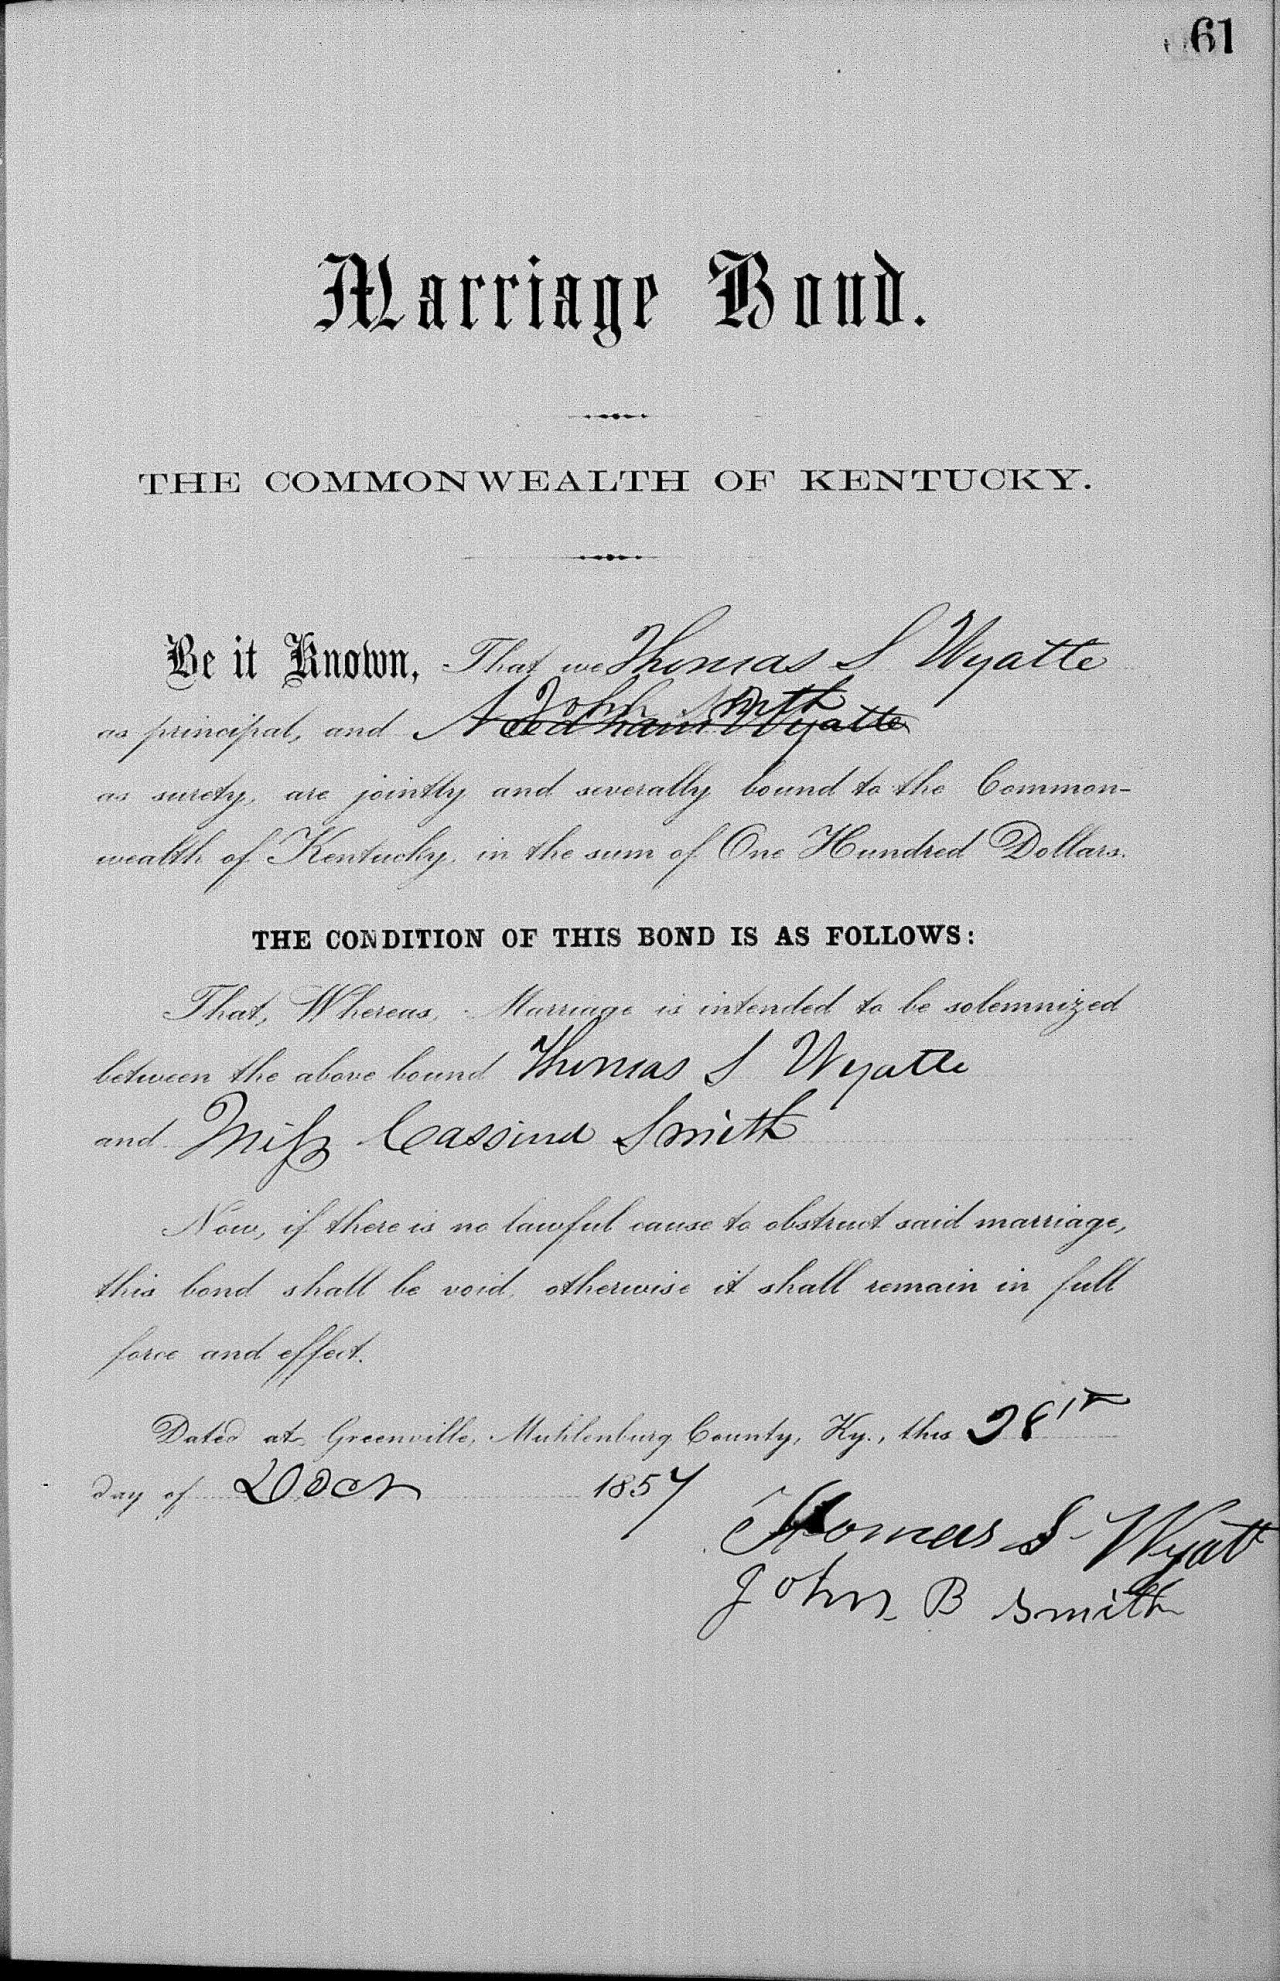 61
Marriage Bond.
THE COMMONWEALTH OF KENTUCKY.
Be it Known, That we Thomas S Wyatte
John Smith
as principal, and Nedham Wyatte
as surety, are jointly and severally bound to the Common-
wealth of Kentucky, in the sum of One Hundred Dollars.
THE CONDITION OF THIS BOND IS AS FOLLOWS:
That, Whereas, Marriage is intended to be solemnized
between the above bound Thomas S Wyatte
and Miss Cassind Smith
Now, if there is no lawful cause to obstruct said marriage,
this bond shall be void, otherwise it shall remain in full
force and effect.
Dated at Greenville, Muhlenburg County, Ky., this 28th
day of 1857
Thomas S Wyatt
John B Smith